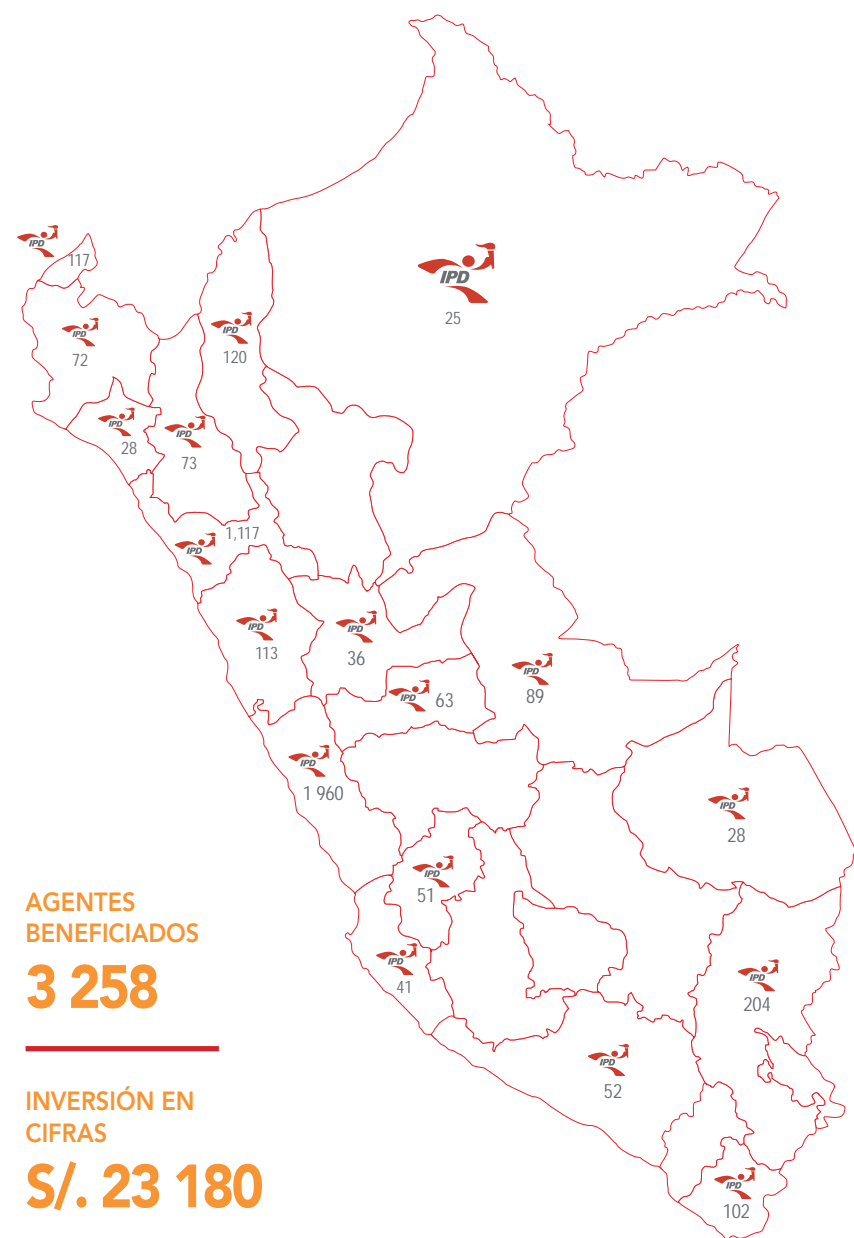 IPD
117
IPD
25
IPD
72
IPD
120
IPD
28
IPD
73
IPD
1,117
IPD
113
IPD
36
IPD
63
IPD
89
IPD
1 960
IPD
28
IPD
51
IPD
41
IPD
204
IPD
52
IPD
102
AGENTES
BENEFICIADOS
3 258
INVERSIÓN EN
CIFRAS
S/. 23 180